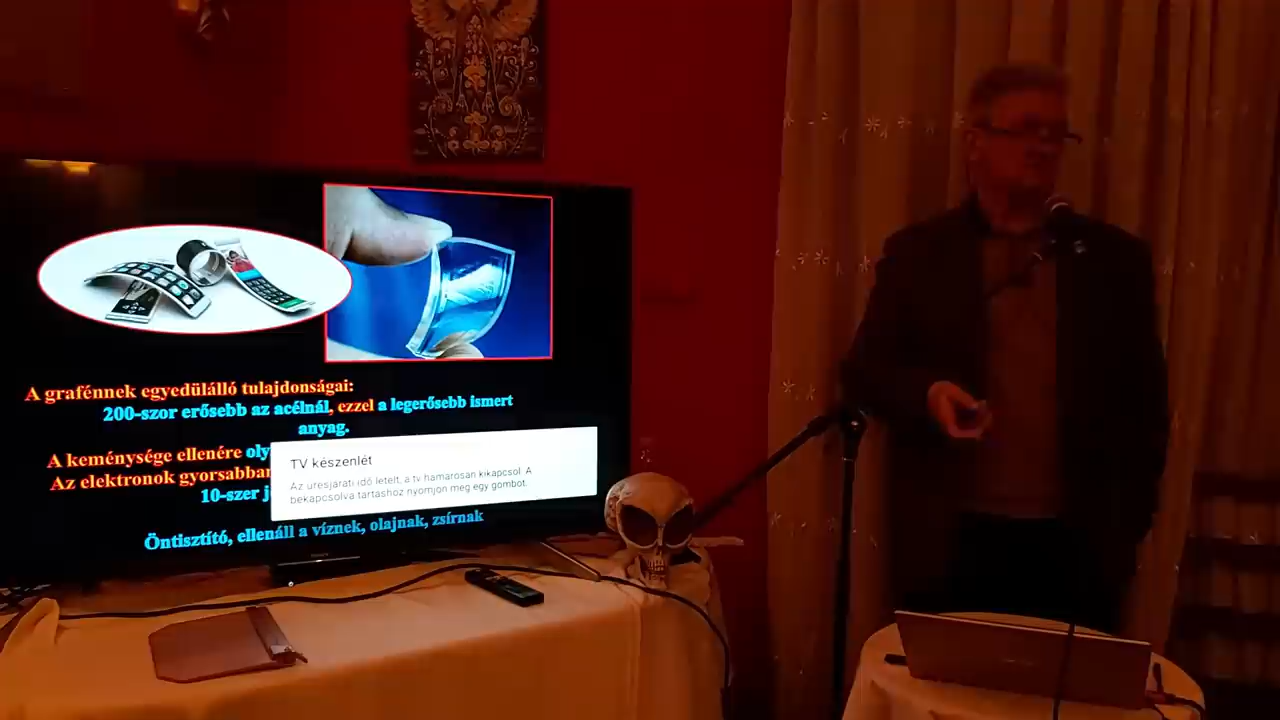 A grafénnek egyedülálló tulajdonságai:
200-szor erősebb az acélnál, ezzel a legerősebb ismert
anyag.
A keménysége ellenére
Az elektronok gyorsabban
10-szer
TV készenlét
Az üresjárati idő letelt, a tv hamarosan kikapcsol. A
bekapcsolva tartáshoz nyomjon meg egy gombot.
Öntisztító, ellenáll a víznek, olajnak, zsírnak